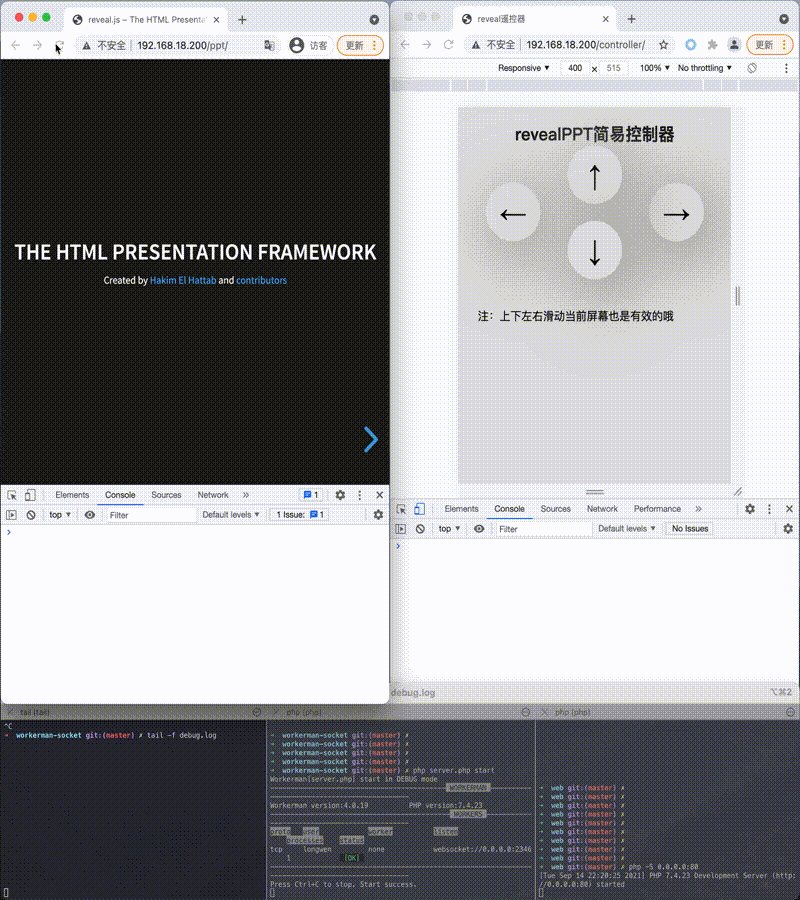 reveal.js – The HTML Presenta
不安全 | 192.168.18.200/ppt/
访客
更新
THE HTML PRESENTATION FRAMEWORK
Created by Hakim El Hattab and contributors
Elements Console Sources Network » 1
top Filter Default levels 1 Issue: 1
reveal遥控器
不安全 | 192.168.18.200/controller/
更新
Responsive 400 x 515 100% No throttling
revealPPT简易控制器
↑
← →
↓
注：上下左右滑动当前屏幕也是有效的哦
Elements Console Sources Network Performance »
top Filter Default levels No Issues
debug.log ⌥⌘2
tail (tail)
^C
→ workerman-socket git:(master) ✗ tail -f debug.log
php (php)
→ workerman-socket git:(master) ✗
→ workerman-socket git:(master) ✗
→ workerman-socket git:(master) ✗
→ workerman-socket git:(master) ✗
→ workerman-socket git:(master) ✗ php server.php start
Workerman[server.php] start in DEBUG mode
WORKERMAN
Workerman version:4.0.19 PHP version:7.4.23
WORKERS
proto user worker listen
processes status
tcp longwen none websocket://0.0.0.0:2346
1 [OK]
Press Ctrl+C to stop. Start success.
php (php)
→ web git:(master) ✗
→ web git:(master) ✗
→ web git:(master) ✗
→ web git:(master) ✗
→ web git:(master) ✗
→ web git:(master) ✗
→ web git:(master) ✗
→ web git:(master) ✗
→ web git:(master) ✗
→ web git:(master) ✗ php -S 0.0.0.0:80
[Tue Sep 14 22:20:25 2021] PHP 7.4.23 Development Server (http:
//0.0.0.0:80) started